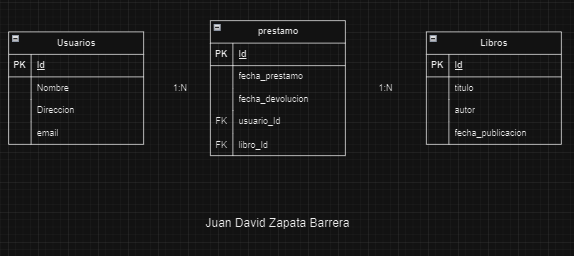 Usuarios
PK Id
Nombre
Direccion
email
1:N
prestamo
PK Id
fecha_prestamo
fecha_devolucion
FK usuario_Id
FK libro_Id
1:N
Libros
PK Id
titulo
autor
fecha_publicacion
Juan David Zapata Barrera